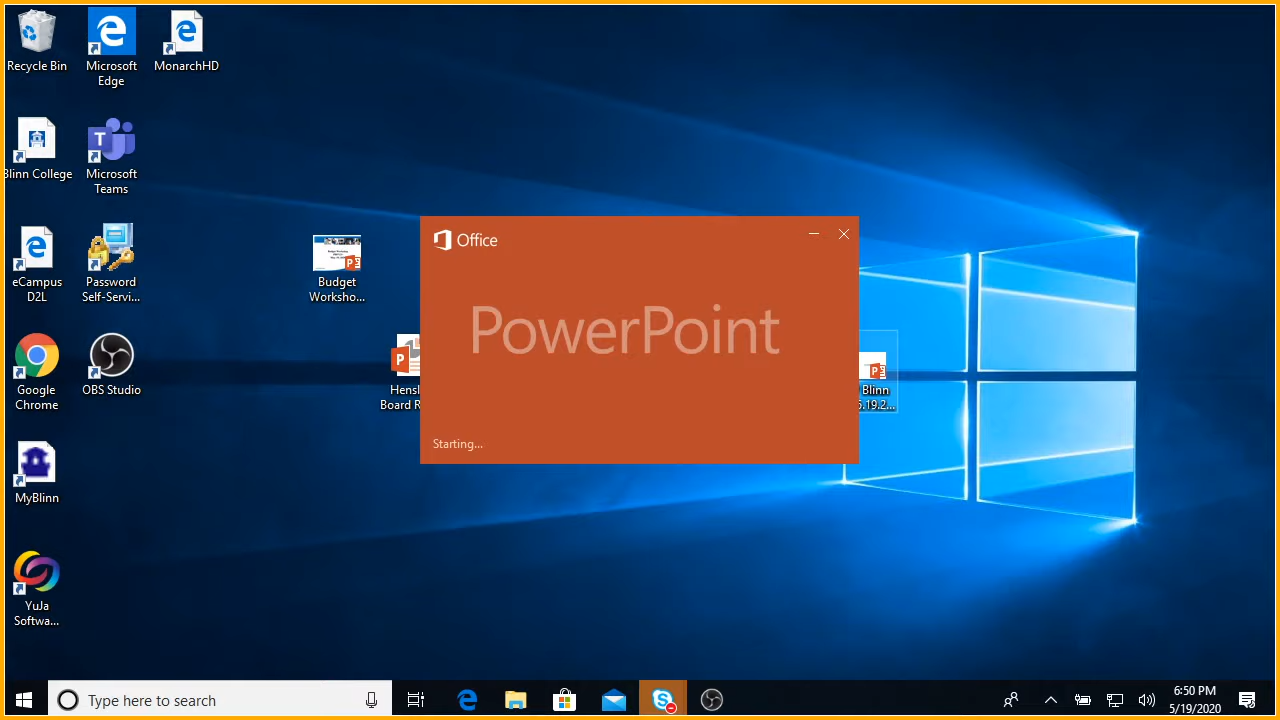 Recycle Bin
Microsoft
Edge
MonarchHD
Blinn College
Microsoft
Teams
eCampus
D2L
Password
Self-Servi...
Budget
Worksho...
Google
Chrome
OBS Studio
MyBlinn
YuJa
Softwa...
Board R
Blinn
5.19.2...
Office
PowerPoint
Starting...
Type here to search
6:50 PM
5/19/2020